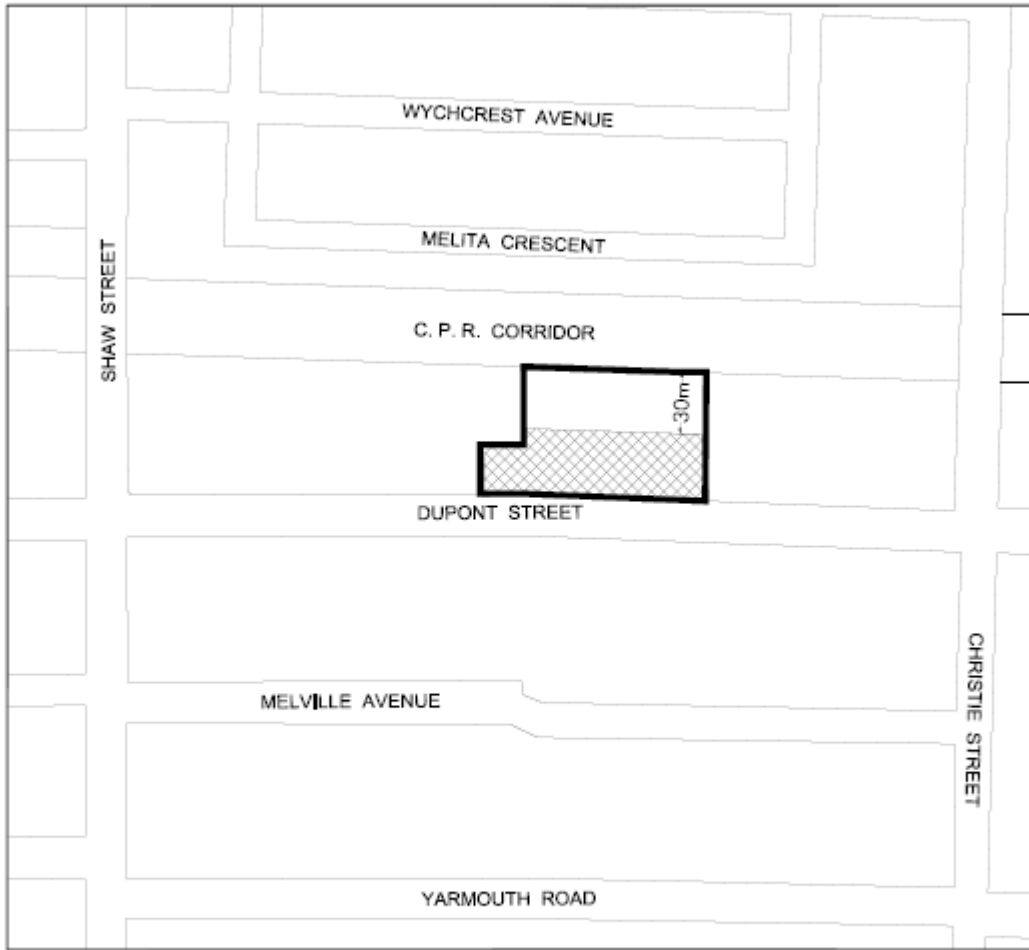 WYCHCREST AVENUE
MELITA CRESCENT
SHAW STREET
C. P. R. CORRIDOR
~30m
DUPONT STREET
MELVILLE AVENUE
CHRISTIE STREET
YARMOUTH ROAD